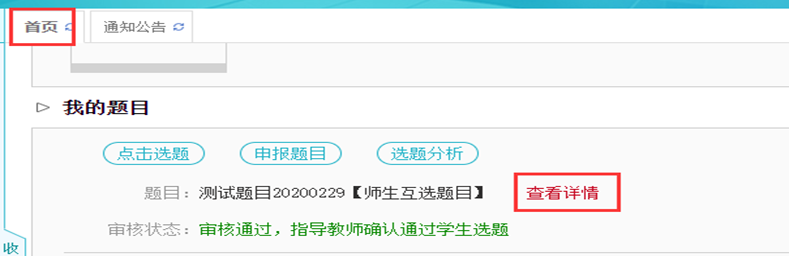 首页 通知公告
我的题目
点击选题 申报题目 选题分析
题目：测试题目20200229【师生互选题目】 查看详情
审核状态：审核通过，指导教师确认通过学生选题
收